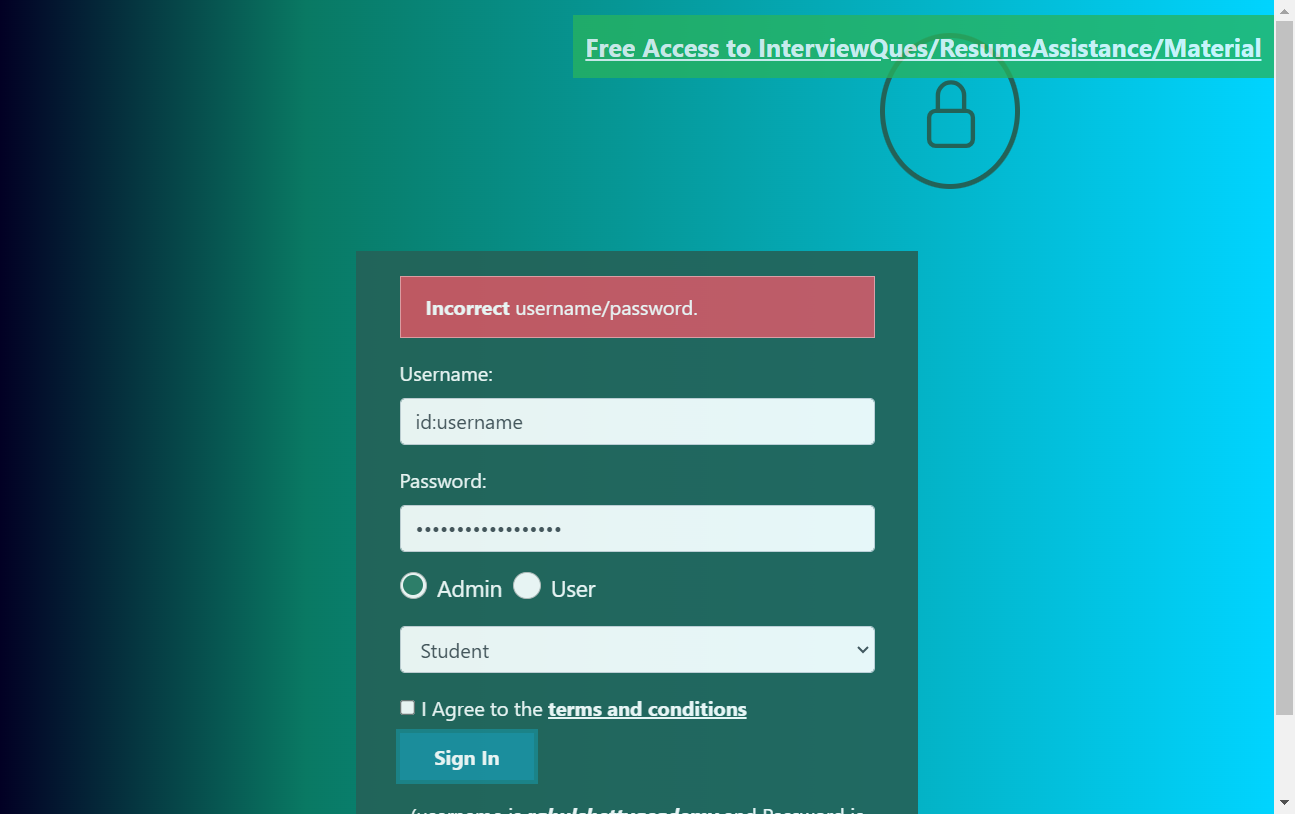 Free Access to InterviewQues/ResumeAssistance/Material
Incorrect username/password.
Username:
id:username
Password:
••••••••••••••••••
Admin User
Student
I Agree to the terms and conditions
Sign In
(username is rahulshettyacademy and Password is